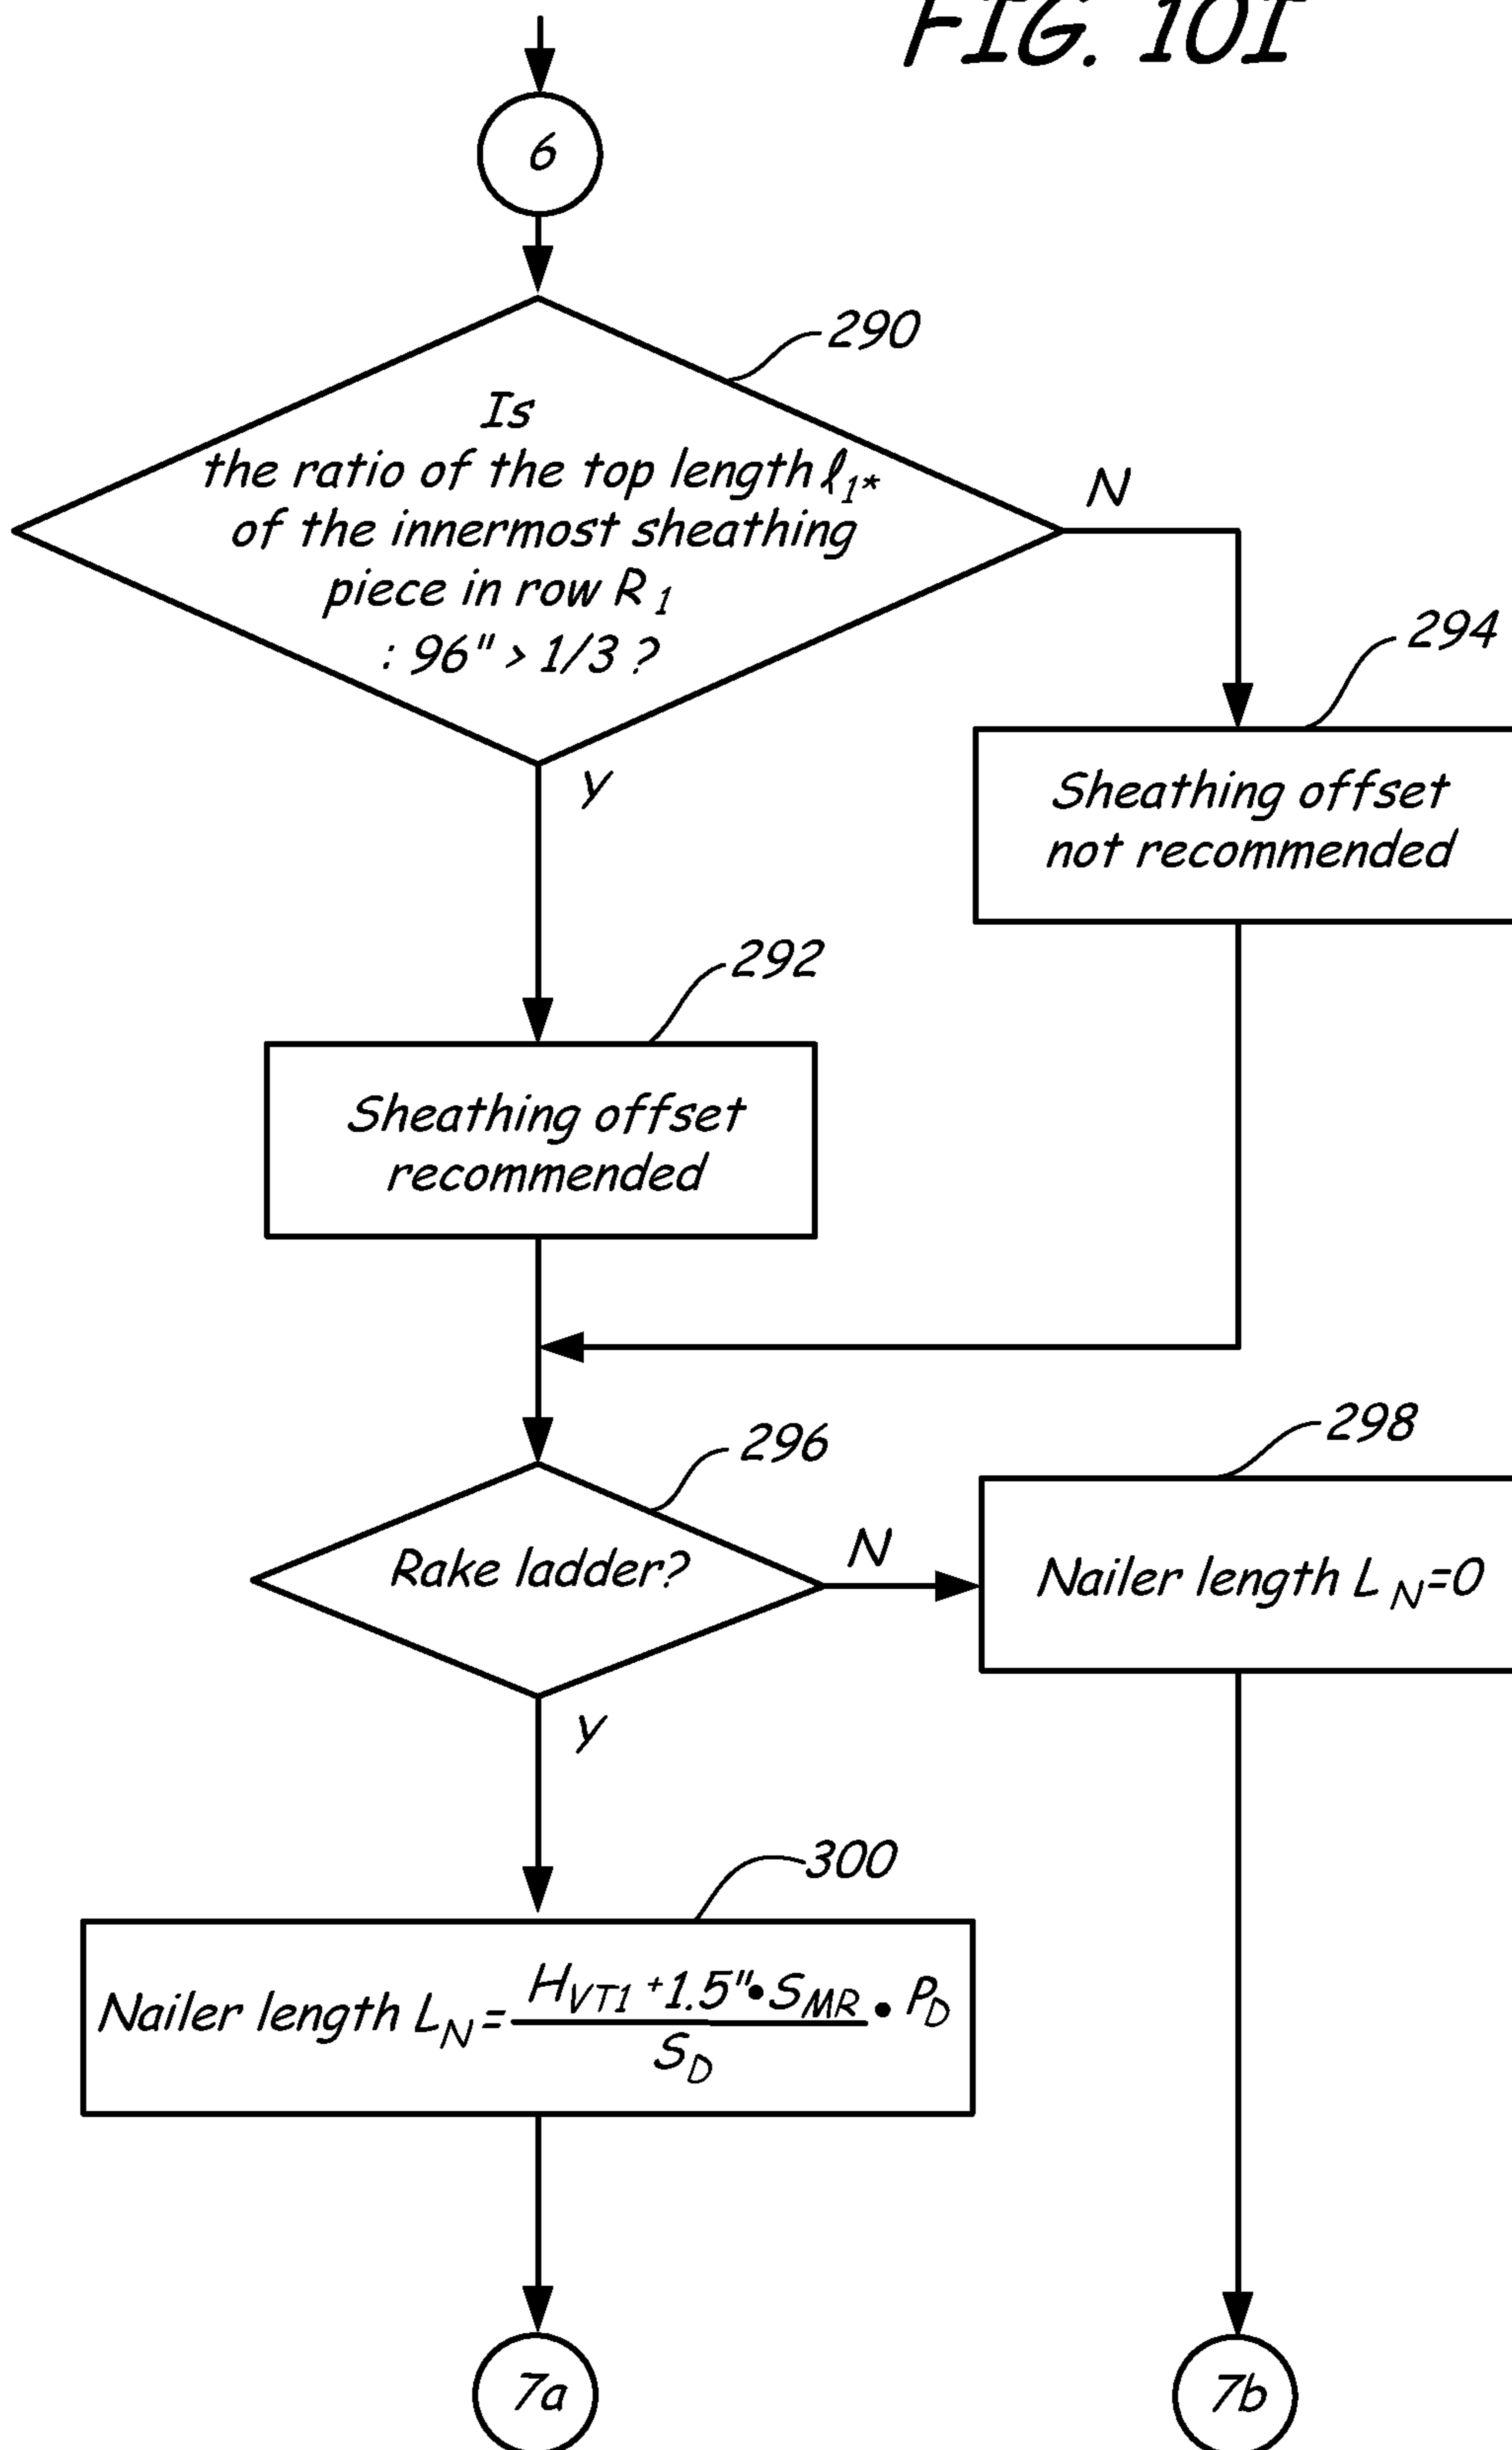 FIG. 10I
6
290
Is
the ratio of the top length ℓ1*
of the innermost sheathing
piece in row R1
: 96" > 1/3 ?
N
294
Y
Sheathing offset
not recommended
292
Sheathing offset
recommended
296
298
Rake ladder?
N
Nailer length LN=0
Y
300
Nailer length LN = HVT1 + 1.5" • SMR • PD
SD
7a
7b